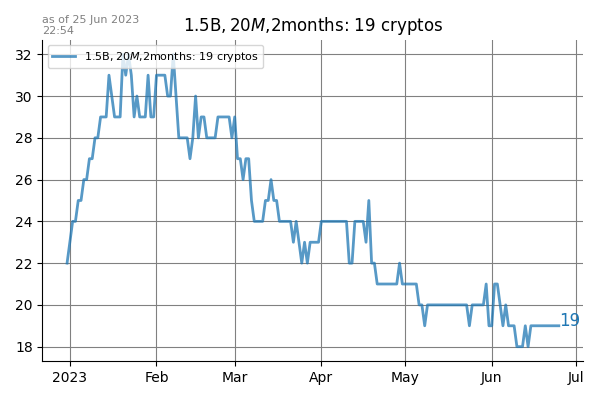 as of 25 Jun 2023
22:54
1.5B, 20M,2months: 19 cryptos
1.5B, 20M,2months: 19 cryptos
32
30
28
26
24
22
20
18
19
2023 Feb Mar Apr May Jun Jul